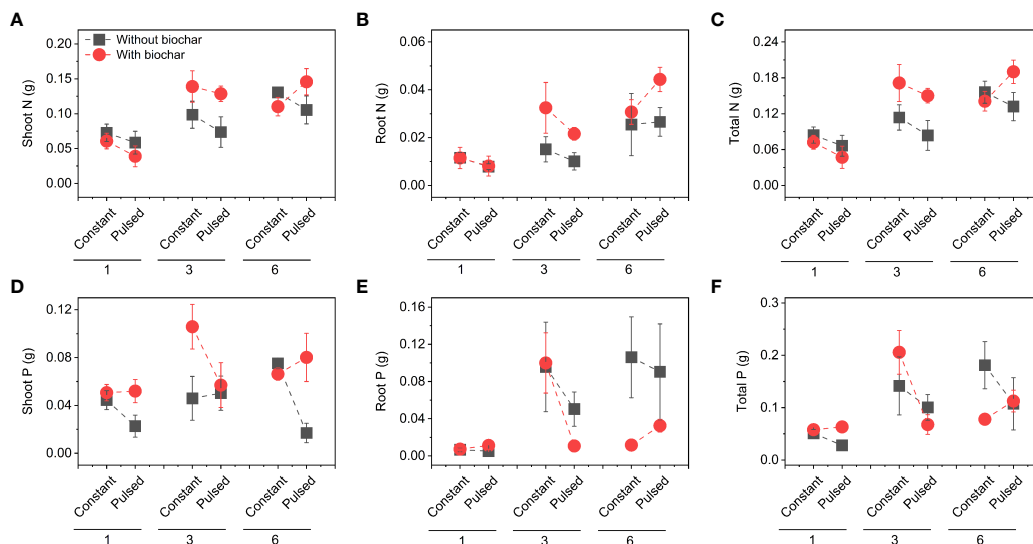 A
Shoot N (g)
0.20
0.15
0.10
0.05
0.00
Without biochar
With biochar
Constant
Pulsed
Constant
Pulsed
Constant
Pulsed
1
3
6
B
Root N (g)
0.06
0.04
0.02
0.00
Constant
Pulsed
Constant
Pulsed
Constant
Pulsed
1
3
6
C
Total N (g)
0.24
0.18
0.12
0.06
0.00
Constant
Pulsed
Constant
Pulsed
Constant
Pulsed
1
3
6
D
Shoot P (g)
0.12
0.08
0.04
0.00
Constant
Pulsed
Constant
Pulsed
Constant
Pulsed
1
3
6
E
Root P (g)
0.16
0.12
0.08
0.04
0.00
Constant
Pulsed
Constant
Pulsed
Constant
Pulsed
1
3
6
F
Total P (g)
0.3
0.2
0.1
0.0
Constant
Pulsed
Constant
Pulsed
Constant
Pulsed
1
3
6